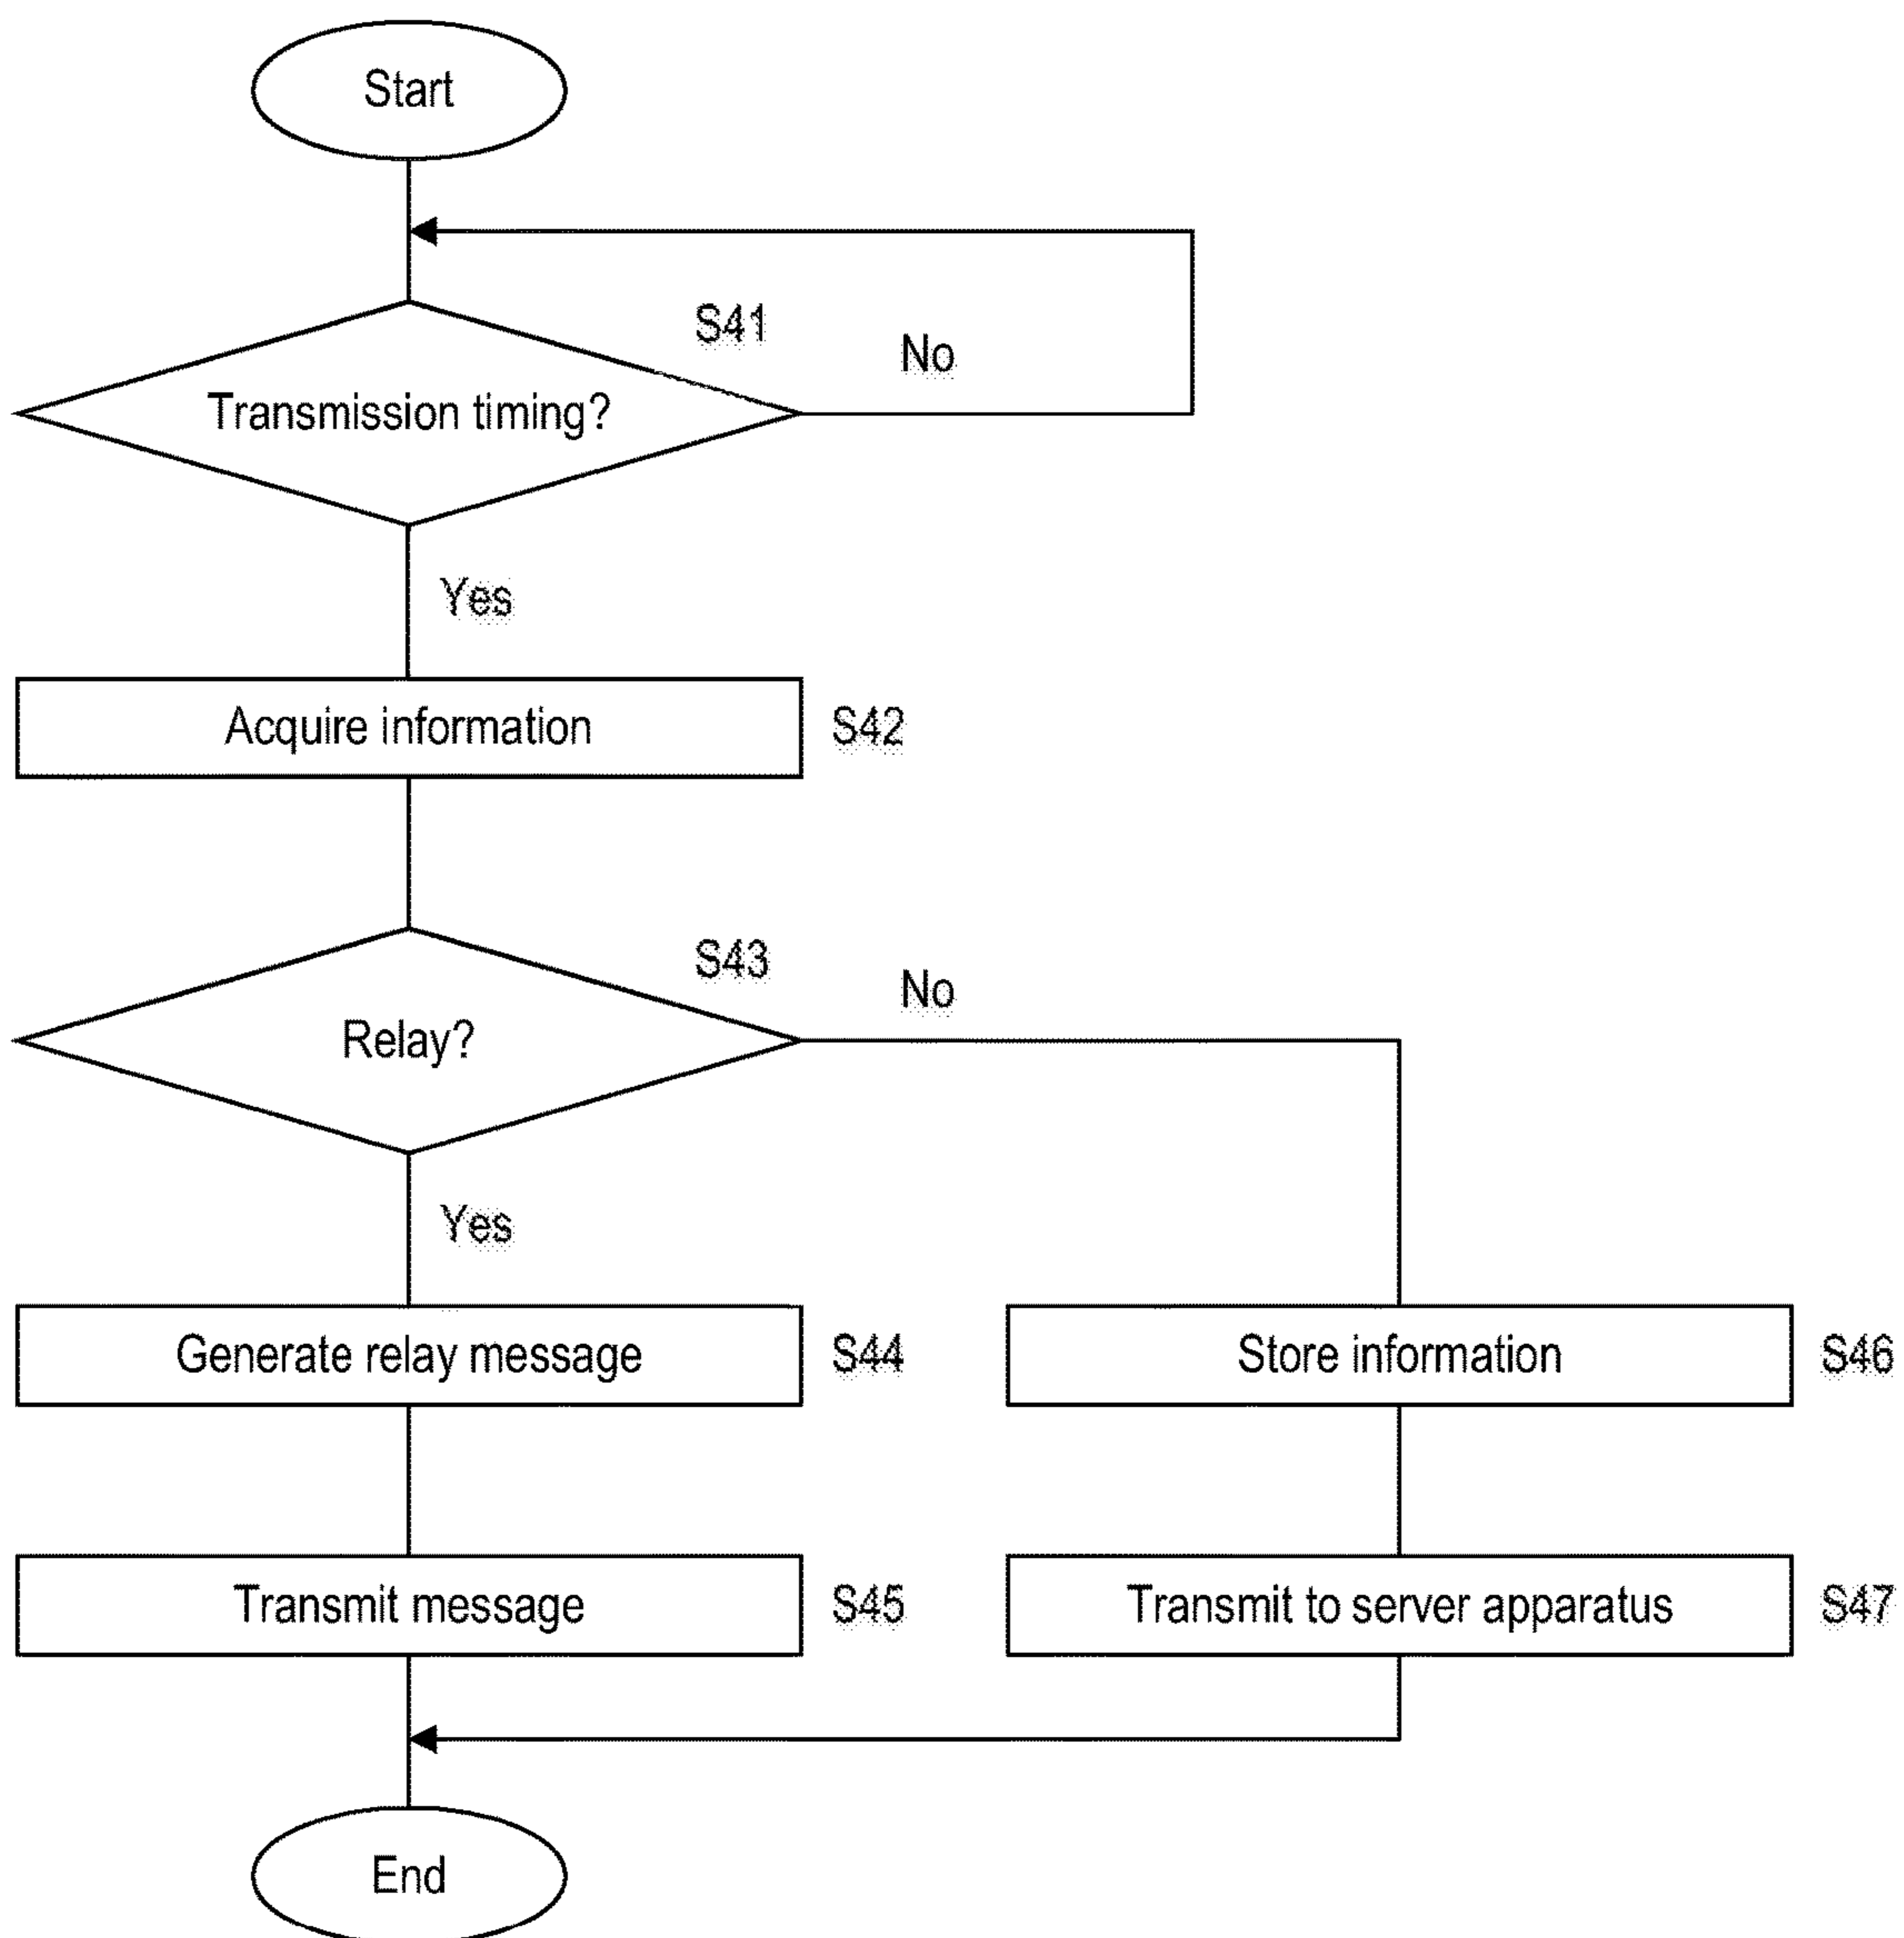 Start
S41
No
Transmission timing?
Yes
Acquire information
S42
S43
No
Relay?
Yes
Generate relay message
S44
Store information
S46
Transmit message
S45
Transmit to server apparatus
S47
End